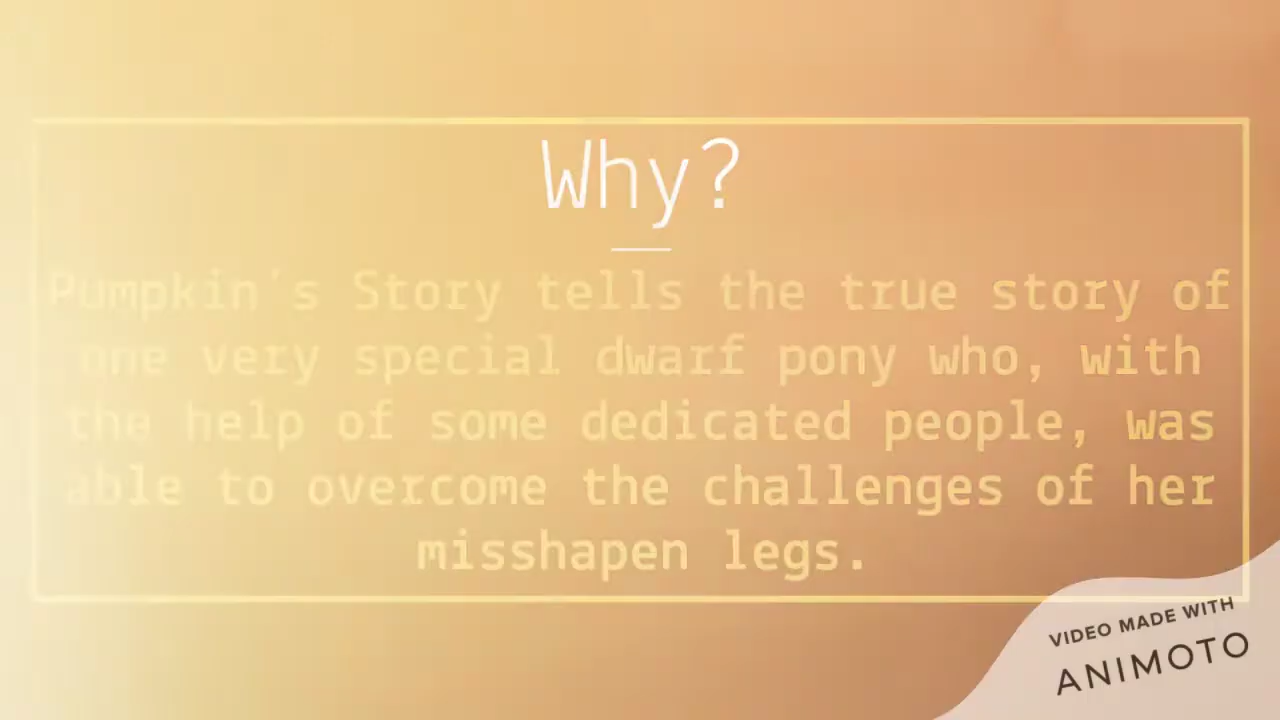 Why?
Pumpkin's Story tells the true story of
one very special dwarf pony who, with
the help of some dedicated people, was
able to overcome the challenges of her
misshapen legs.
VIDEO MADE WITH
ANIMOTO